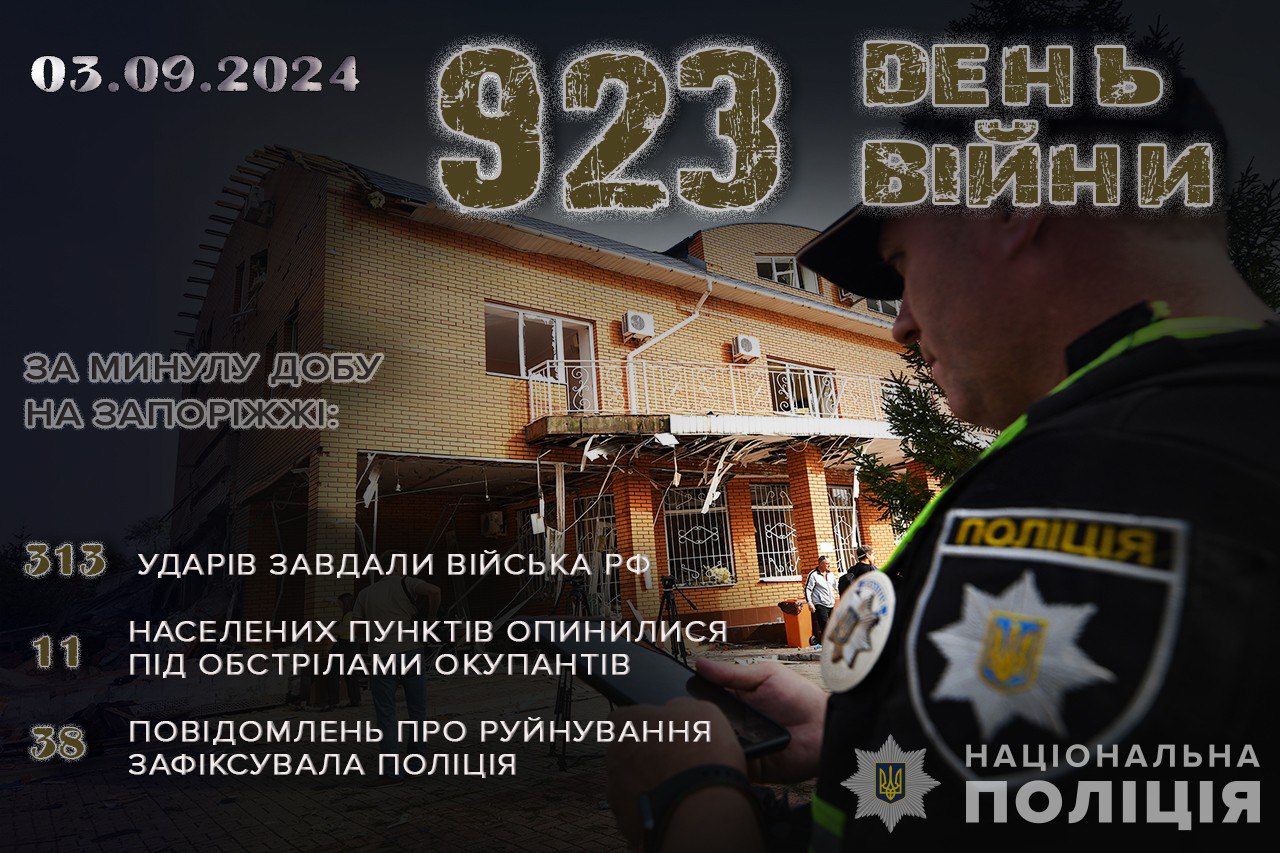 03.09.2024
923
DЕНЬ
ВІЙНИ
ЗА МИНУЛУ ДОБУ
НА ЗАПОРІЖЖІ:
313 УДАРІВ ЗАВДАЛИ ВІЙСЬКА РФ
11 НАСЕЛЕНИХ ПУНКТІВ ОПИНИЛИСЯ
ПІД ОБСТРІЛАМИ ОКУПАНТІВ
38 ПОВІДОМЛЕНЬ ПРО РУЙНУВАННЯ
ЗАФІКСУВАЛА ПОЛІЦІЯ
ПОЛІЦІЯ
НАЦІОНАЛЬНА
ПОЛІЦІЯ